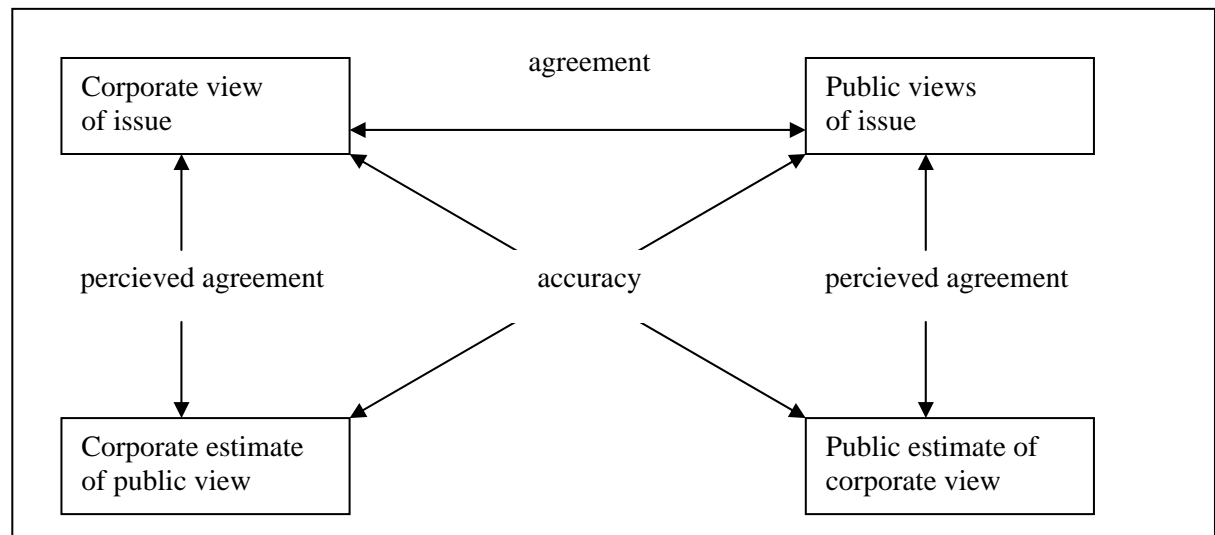 agreement
Corporate view
of issue
Public views
of issue
percieved agreement
accuracy
percieved agreement
Corporate estimate
of public view
Public estimate of
corporate view